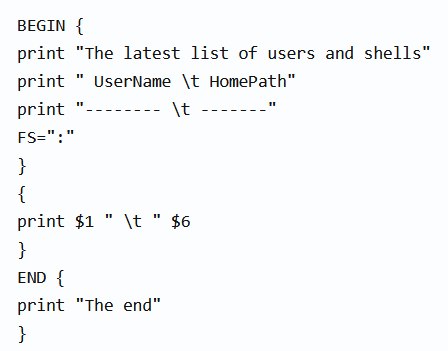 BEGIN {
print "The latest list of users and shells"
print " UserName \t HomePath"
print "-------- \t -------"
FS=":"
}
{
print $1 " \t " $6
}
END {
print "The end"
}